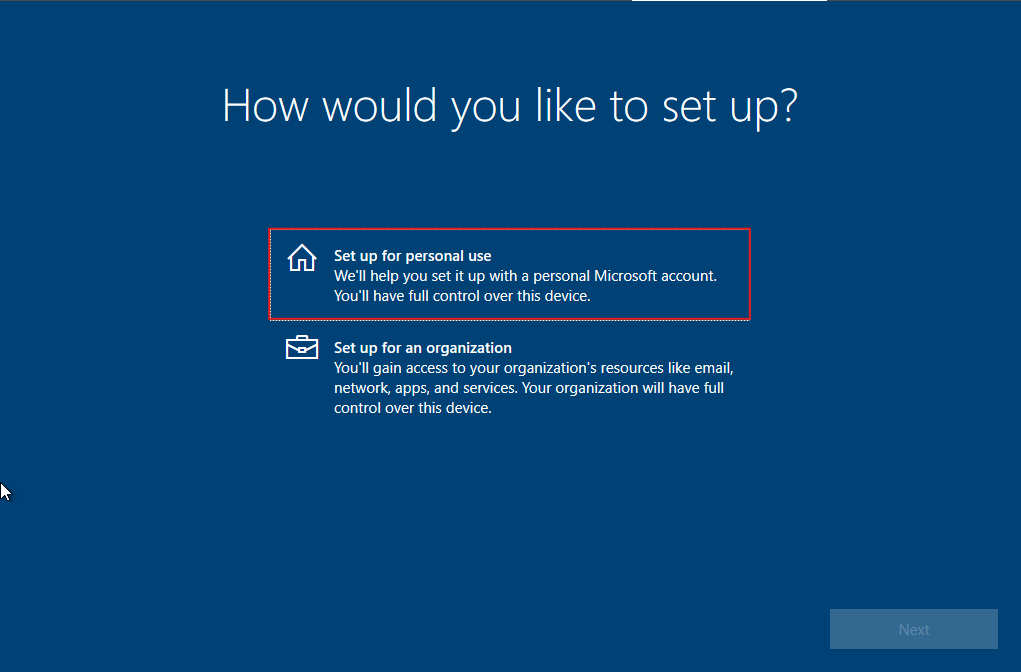 How would you like to set up?
Set up for personal use
We'll help you set it up with a personal Microsoft account.
You'll have full control over this device.
Set up for an organization
You'll gain access to your organization's resources like email,
network, apps, and services. Your organization will have full
control over this device.
Next